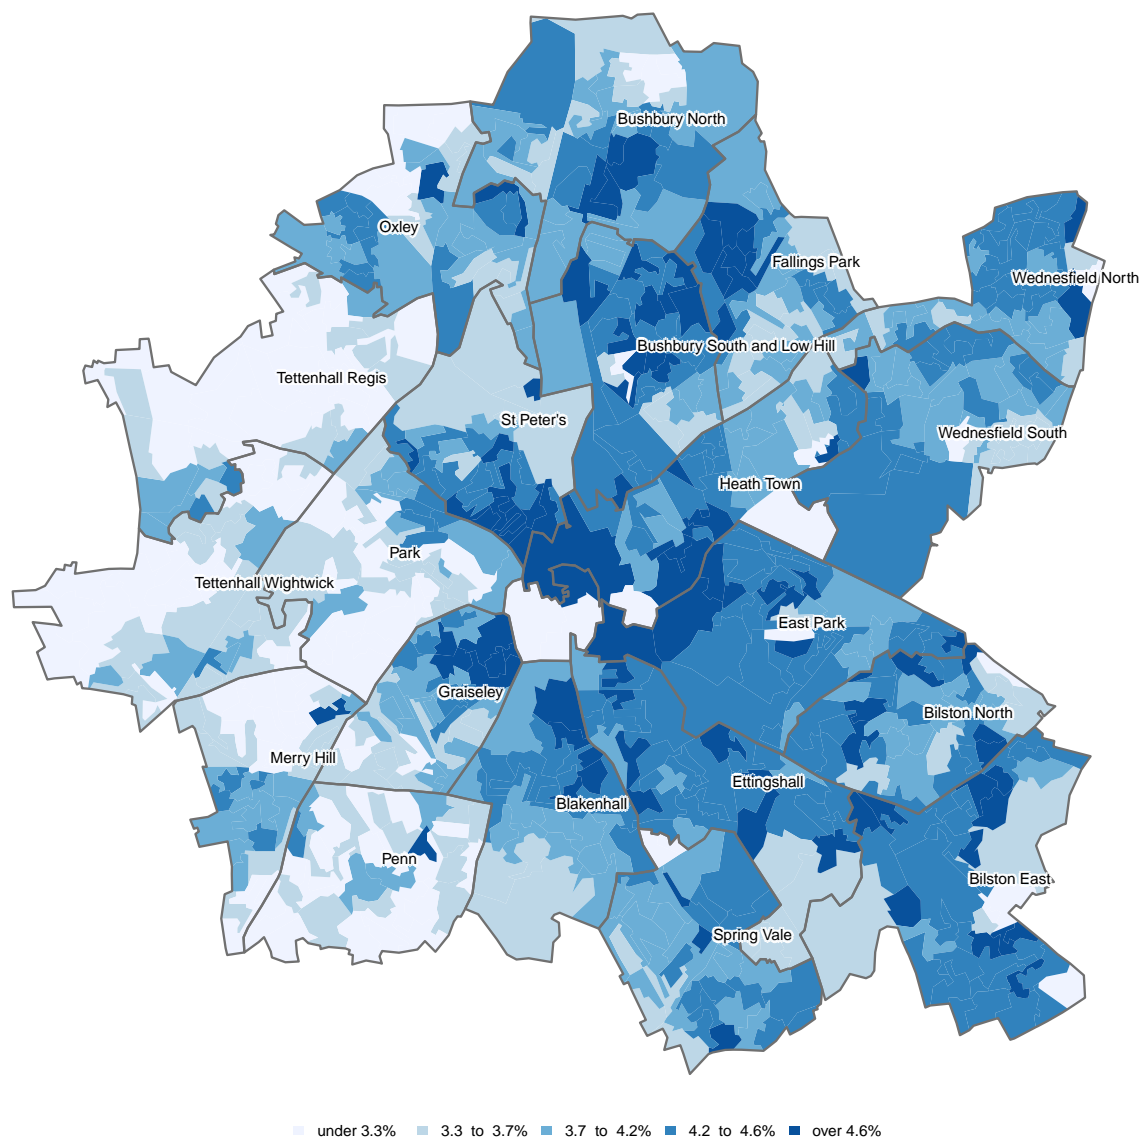 Bushbury North
Oxley
Fallings Park
Wednesfield North
Bushbury South and Low Hill
Tettenhall Regis
St Peter's
Wednesfield South
Heath Town
Park
Tettenhall Wightwick
East Park
Graiseley
Bilston North
Merry Hill
Ettingshall
Blakenhall
Penn
Bilston East
Spring Vale
under 3.3% 3.3 to 3.7% 3.7 to 4.2% 4.2 to 4.6% over 4.6%